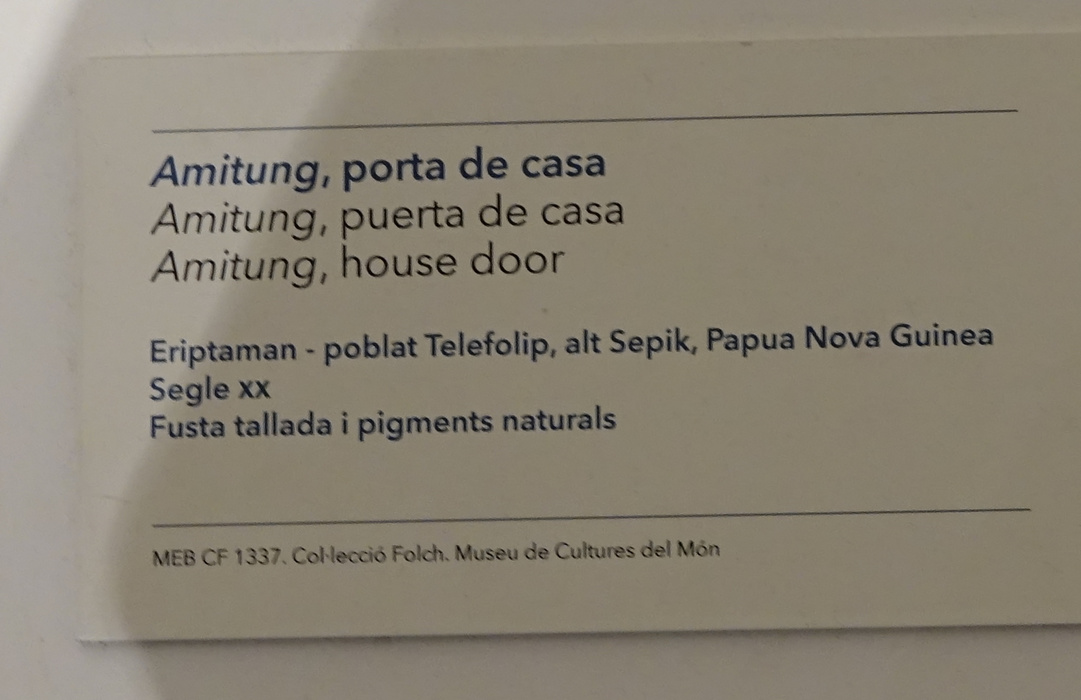 Amitung, porta de casa
Amitung, puerta de casa
Amitung, house door
Eriptaman - poblat Telefolip, alt Sepik, Papua Nova Guinea
Segle xx
Fusta tallada i pigments naturals
MEB CF 1337. Col·lecció Folch. Museu de Cultures del Món